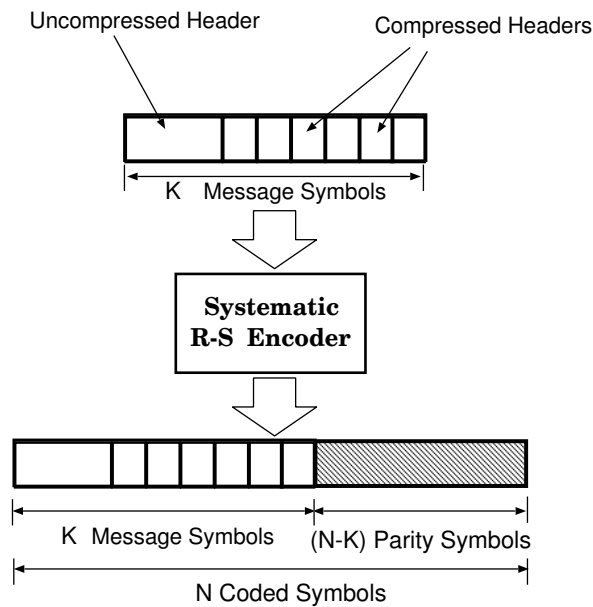 Uncompressed Header
Compressed Headers
K Message Symbols
Systematic
R-S Encoder
K Message Symbols
(N-K) Parity Symbols
N Coded Symbols